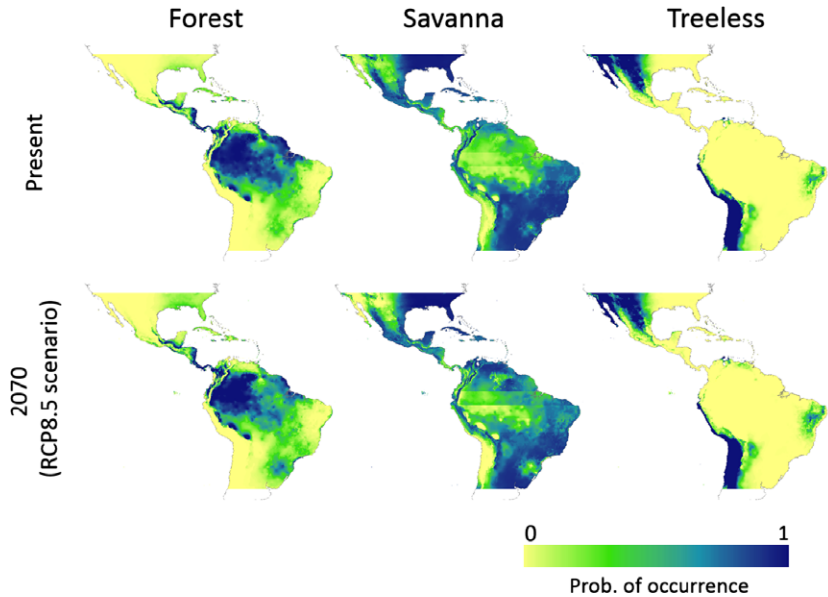 Forest Savanna Treeless
Present
2070
(RCP8.5 scenario)
0 1
Prob. of occurrence